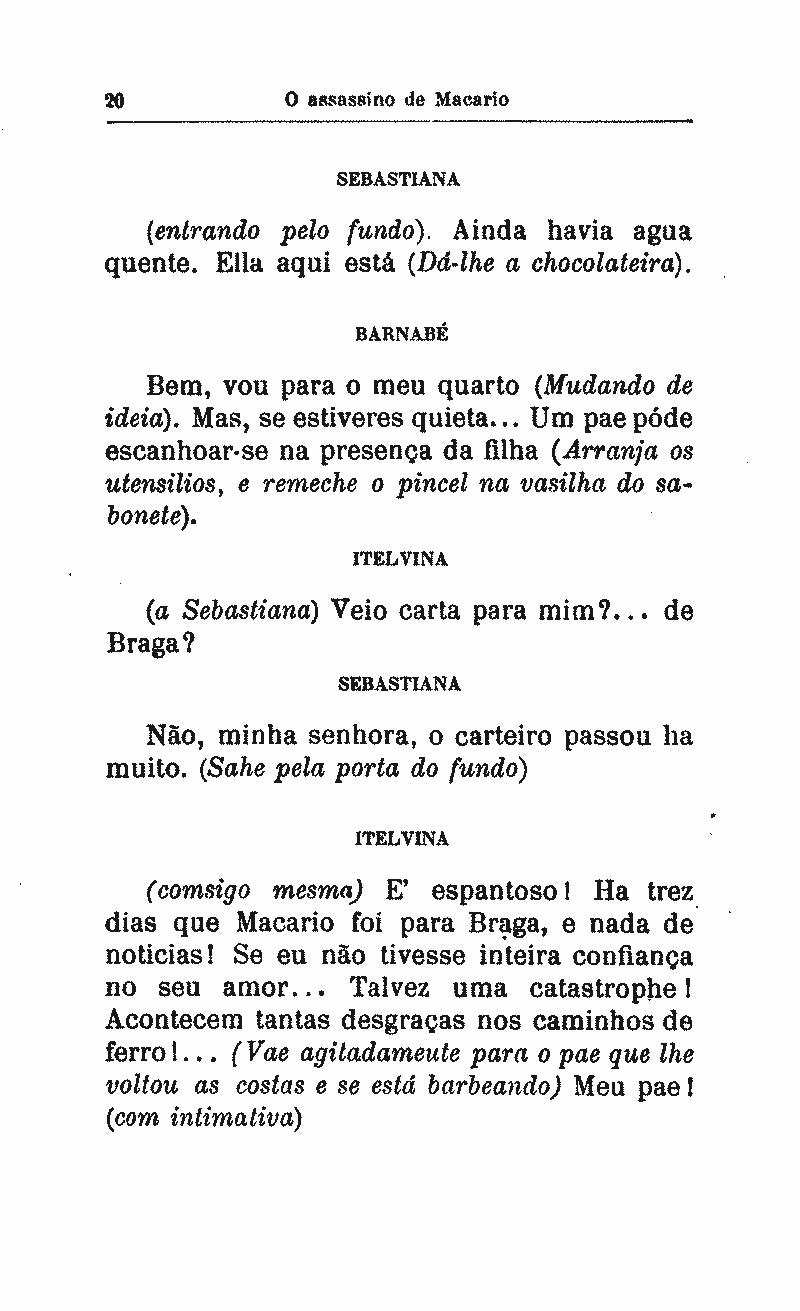 20 O assassino de Macario
SEBASTIANA
(entrando pelo fundo). Ainda havia agua
quente. Ella aqui está (Dá-lhe a chocolateira).
BARNABÉ
Bem, vou para o meu quarto (Mudando de
ideia). Mas, se estiveres quieta... Um pae póde
escanhoar-se na presença da filha (Arranja os
utensilios, e remeche o pincel na vasilha do sa-
bonete).
ITELVINA
(a Sebastiana) Veio carta para mim?... de
Braga?
SEBASTIANA
Não, minha senhora, o carteiro passou ha
muito. (Sahe pela porta do fundo)
ITELVINA
(comsigo mesma) E' espantoso! Ha trez
dias que Macario foi para Braga, e nada de
noticias! Se eu não tivesse inteira confiança
no seu amor... Talvez uma catastrophe!
Acontecem tantas desgraças nos caminhos de
ferro!... (Vae agitadameute para o pae que lhe
voltou as costas e se está barbeando) Meu pae!
(com intimativa)